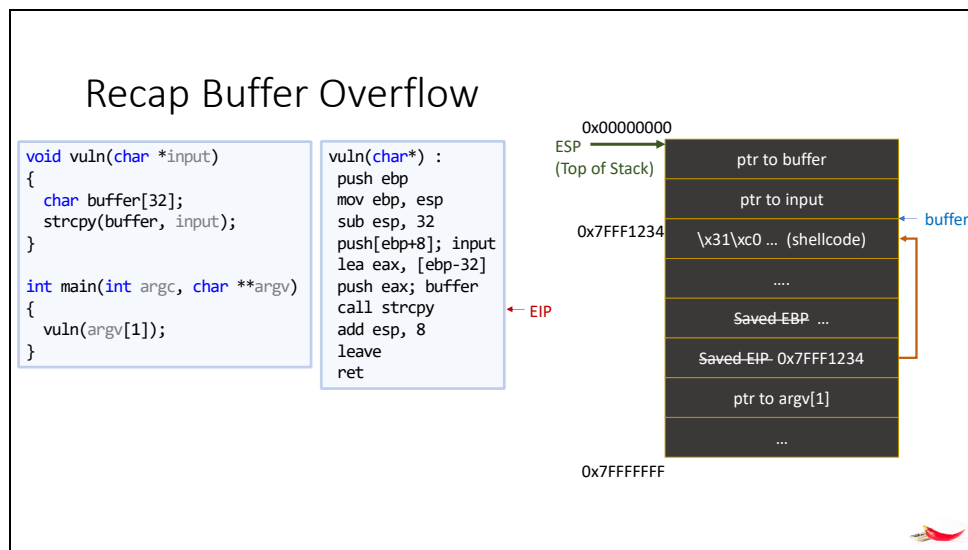 Recap Buffer Overflow
void vuln(char *input)
{
  char buffer[32];
  strcpy(buffer, input);
}

int main(int argc, char **argv)
{
  vuln(argv[1]);
}
vuln(char*) :
 push ebp
 mov ebp, esp
 sub esp, 32
 push[ebp+8]; input
 lea eax, [ebp-32]
 push eax; buffer
 call strcpy
 add esp, 8
 leave
 ret
EIP
0x00000000
ESP
(Top of Stack)
ptr to buffer
ptr to input
buffer
0x7FFF1234
\x31\xc0 ... (shellcode)
....
Saved EBP ...
Saved EIP 0x7FFF1234
ptr to argv[1]
...
0x7FFFFFFF